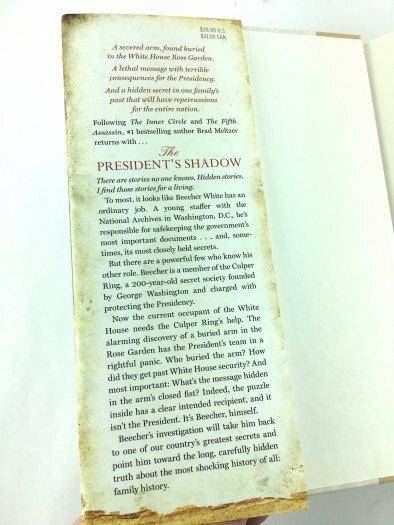 $28.00 U.S.
$31.00 CAN.
A severed arm, found buried
in the White House Rose Garden.
A lethal message with terrible
consequences for the Presidency.
And a hidden secret in one family's
past that will have repercussions
for the entire nation.
Following The Inner Circle and The Fifth
Assassin, #1 bestselling author Brad Meltzer
returns with . . .
The
PRESIDENT'S SHADOW
There are stories no one knows. Hidden stories.
I find those stories for a living.
To most, it looks like Beecher White has an
ordinary job. A young staffer with the
National Archives in Washington, D.C., he's
responsible for safekeeping the government's
most important documents . . . and, some-
times, its most closely held secrets.
But there are a powerful few who know his
other role. Beecher is a member of the Culper
Ring, a 200-year-old secret society founded
by George Washington and charged with
protecting the Presidency.
Now the current occupant of the White
House needs the Culper Ring's help. The
alarming discovery of a buried arm in the
Rose Garden has the President's team in a
rightful panic. Who buried the arm? How
did they get past White House security? And
most important: What's the message hidden
in the arm's closed fist? Indeed, the puzzle
inside has a clear intended recipient, and it
isn't the President. It's Beecher, himself.
Beecher's investigation will take him back
to one of our country's greatest secrets and
point him toward the long, carefully hidden
truth about the most shocking history of all:
family history.